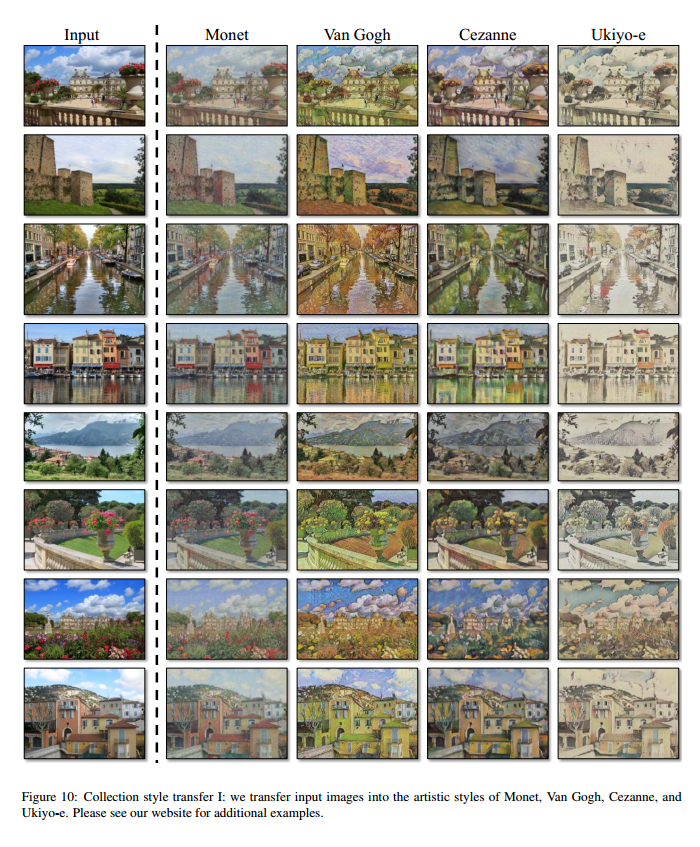 Input Monet Van Gogh Cezanne Ukiyo-e
Figure 10: Collection style transfer I: we transfer input images into the artistic styles of Monet, Van Gogh, Cezanne, and
Ukiyo-e. Please see our website for additional examples.